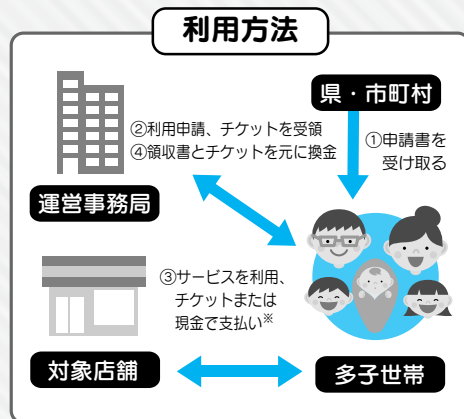 利用方法
県・市町村
②利用申請、チケットを受領
④領収書とチケットを元に換金
①申請書を
受け取る
運営事務局
③サービスを利用、
チケットまたは
現金で支払い※
対象店舗
多子世帯